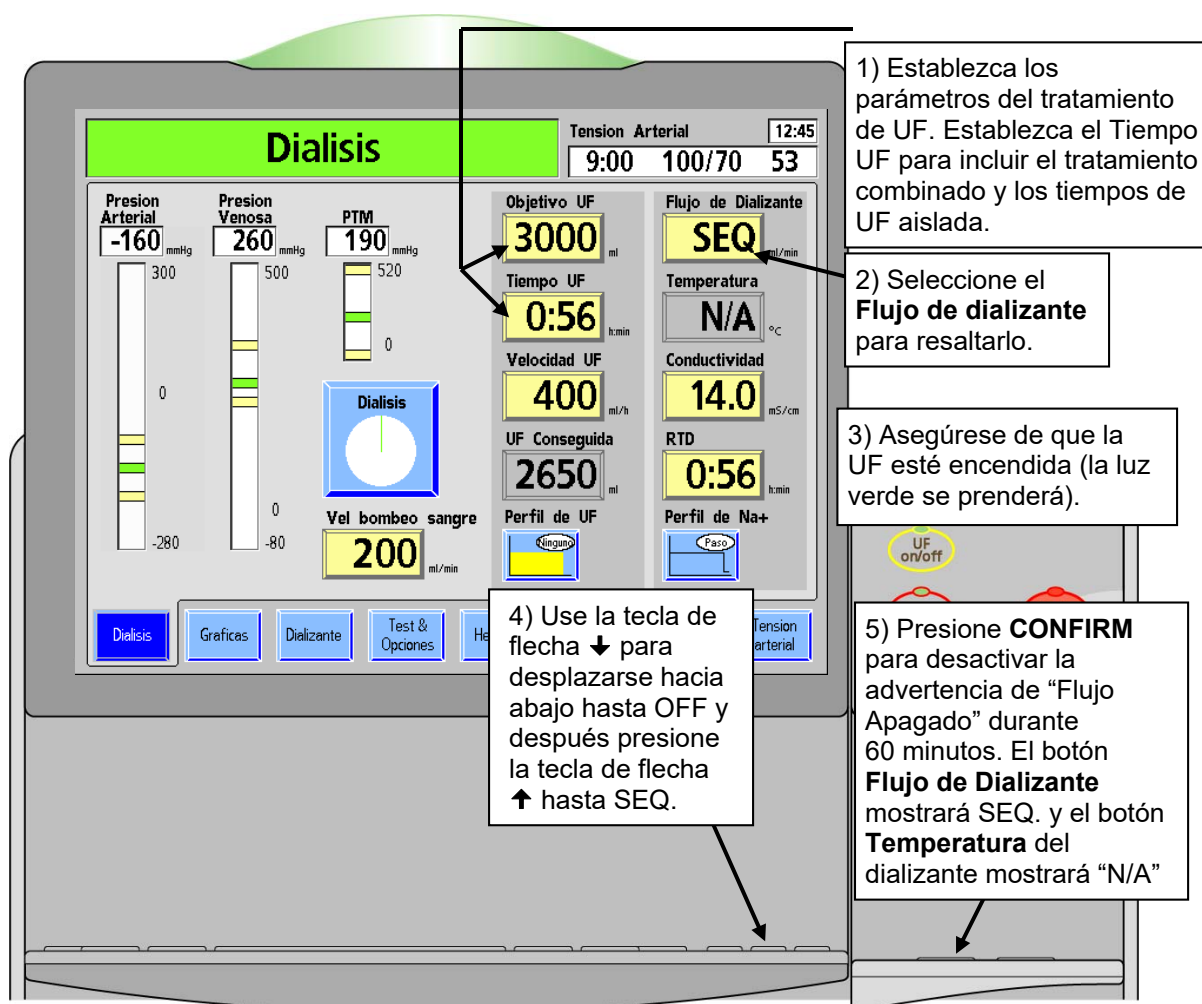 1) Establezca los
parámetros del tratamiento
de UF. Establezca el Tiempo
UF para incluir el tratamiento
combinado y los tiempos de
UF aislada.
Dialisis
Tension Arterial
12:45
9:00 100/70 53
Presion
Arterial
-160 mmHg
300
0
-280
Presion
Venosa
260 mmHg
500
0
-80
PTM
190 mmHg
520
0
Dialisis
Vel bombeo sangre
200 ml/min
Objetivo UF
3000 ml
Tiempo UF
0:56 h:min
Velocidad UF
400 ml/h
UF Conseguida
2650 ml
Perfil de UF
Ninguno
Flujo de Dializante
SEQ ml/min
Temperatura
N/A °C
Conductividad
14.0 mS/cm
RTD
0:56 h:min
Perfil de Na+
Paso
2) Seleccione el
Flujo de dializante
para resaltarlo.
3) Asegúrese de que la
UF esté encendida (la luz
verde se prenderá).
UF
on/off
Dialisis
Graficas
Dializante
Test &
Opciones
He
Tension
arterial
4) Use la tecla de
flecha ↓ para
desplazarse hacia
abajo hasta OFF y
después presione
la tecla de flecha
↑ hasta SEQ.
5) Presione CONFIRM
para desactivar la
advertencia de “Flujo
Apagado” durante
60 minutos. El botón
Flujo de Dializante
mostrará SEQ. y el botón
Temperatura del
dializante mostrará “N/A”